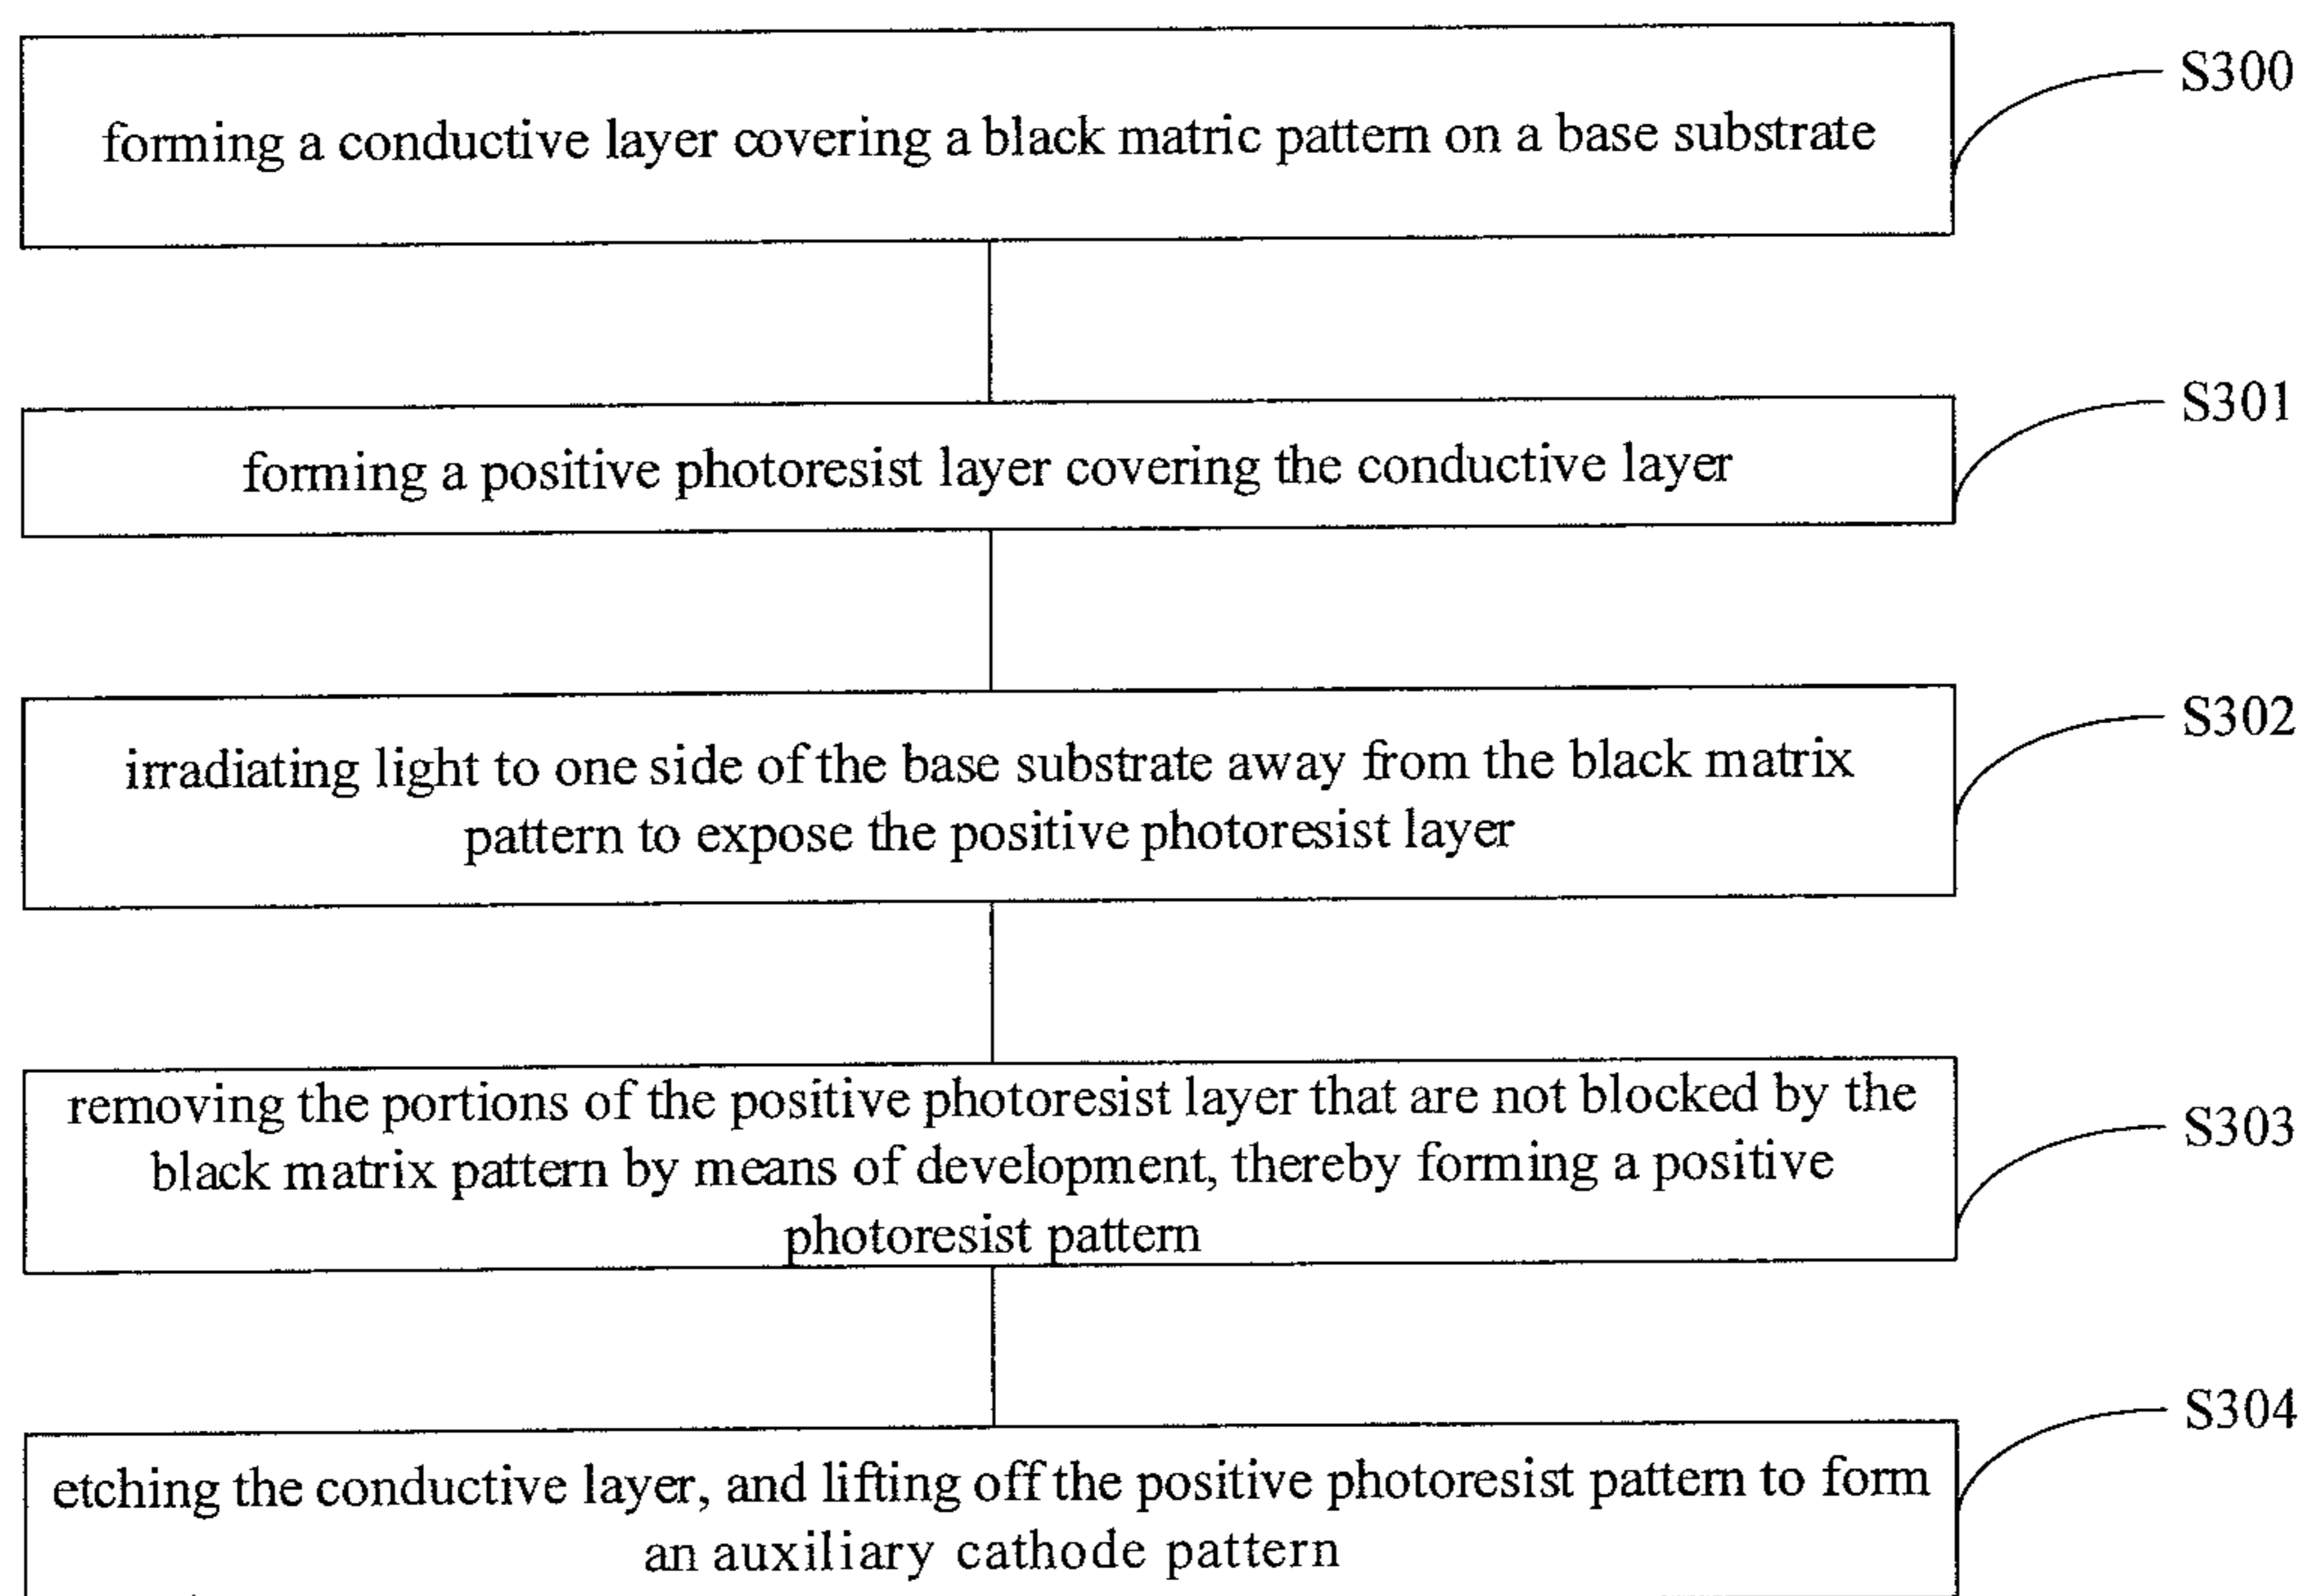 S300
forming a conductive layer covering a black matric pattern on a base substrate
S301
forming a positive photoresist layer covering the conductive layer
S302
irradiating light to one side of the base substrate away from the black matrix
pattern to expose the positive photoresist layer
removing the portions of the positive photoresist layer that are not blocked by the
S303
black matrix pattern by means of development, thereby forming a positive
photoresist pattern
S304
etching the conductive layer, and lifting off the positive photoresist pattern to form
an auxiliary cathode pattern